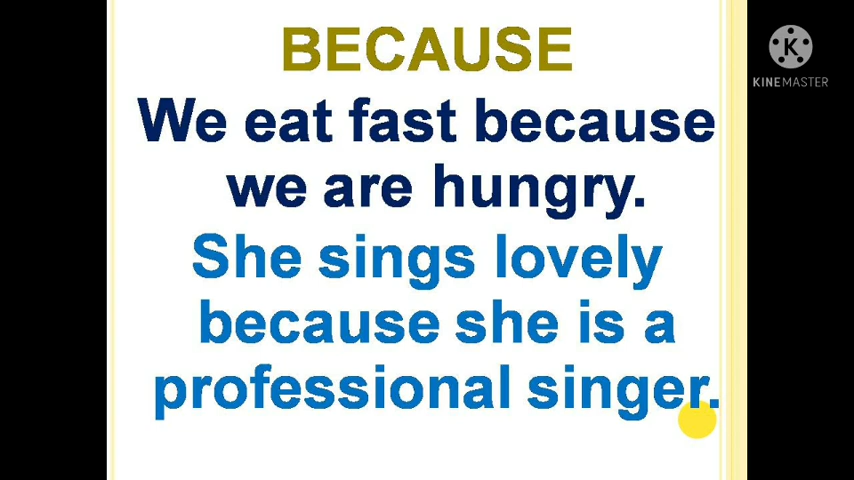 BECAUSE
We eat fast because
we are hungry.
She sings lovely
because she is a
professional singer.
K
KINEMASTER